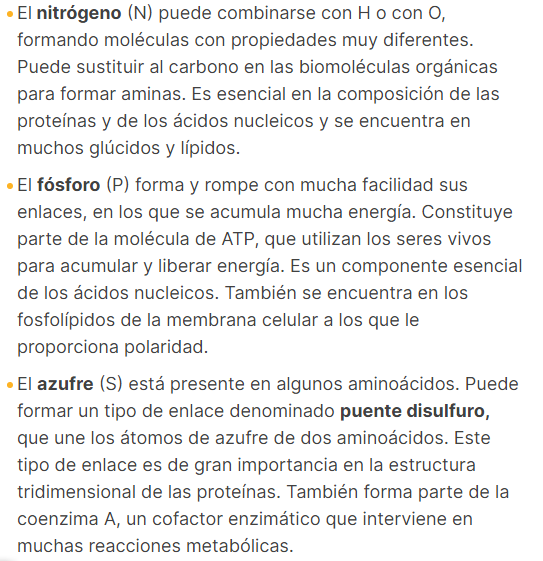 • El nitrógeno (N) puede combinarse con H o con O,
formando moléculas con propiedades muy diferentes.
Puede sustituir al carbono en las biomoléculas orgánicas
para formar aminas. Es esencial en la composición de las
proteínas y de los ácidos nucleicos y se encuentra en
muchos glúcidos y lípidos.
• El fósforo (P) forma y rompe con mucha facilidad sus
enlaces, en los que se acumula mucha energía. Constituye
parte de la molécula de ATP, que utilizan los seres vivos
para acumular y liberar energía. Es un componente esencial
de los ácidos nucleicos. También se encuentra en los
fosfolípidos de la membrana celular a los que le
proporciona polaridad.
• El azufre (S) está presente en algunos aminoácidos. Puede
formar un tipo de enlace denominado puente disulfuro,
que une los átomos de azufre de dos aminoácidos. Este
tipo de enlace es de gran importancia en la estructura
tridimensional de las proteínas. También forma parte de la
coenzima A, un cofactor enzimático que interviene en
muchas reacciones metabólicas.